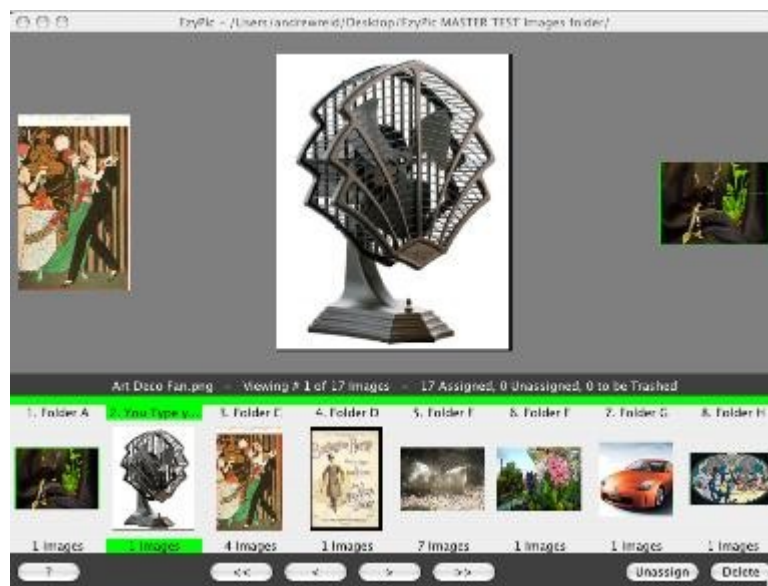 EzyPic - /Users/andrewreid/Desktop/EzyPic MASTER TEST Images folder/
Art Deco Fan.png - Viewing # 1 of 17 Images - 17 Assigned, 0 Unassigned, 0 to be Trashed
1. Folder A 2. You Type y... 3. Folder C 4. Folder D 5. Folder E 6. Folder F 7. Folder G 8. Folder H
1 Images 1 Images 4 Images 1 Images 7 Images 1 Images 1 Images 1 Images
? << < > >> Unassign Delete